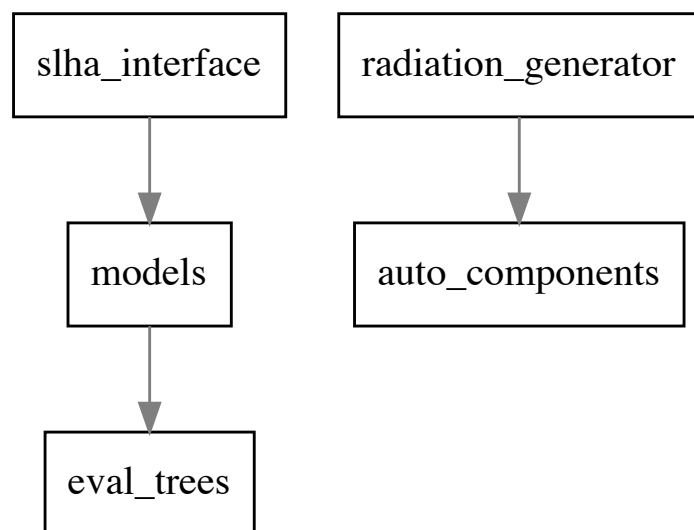 slha_interface
radiation_generator
models
auto_components
eval_trees